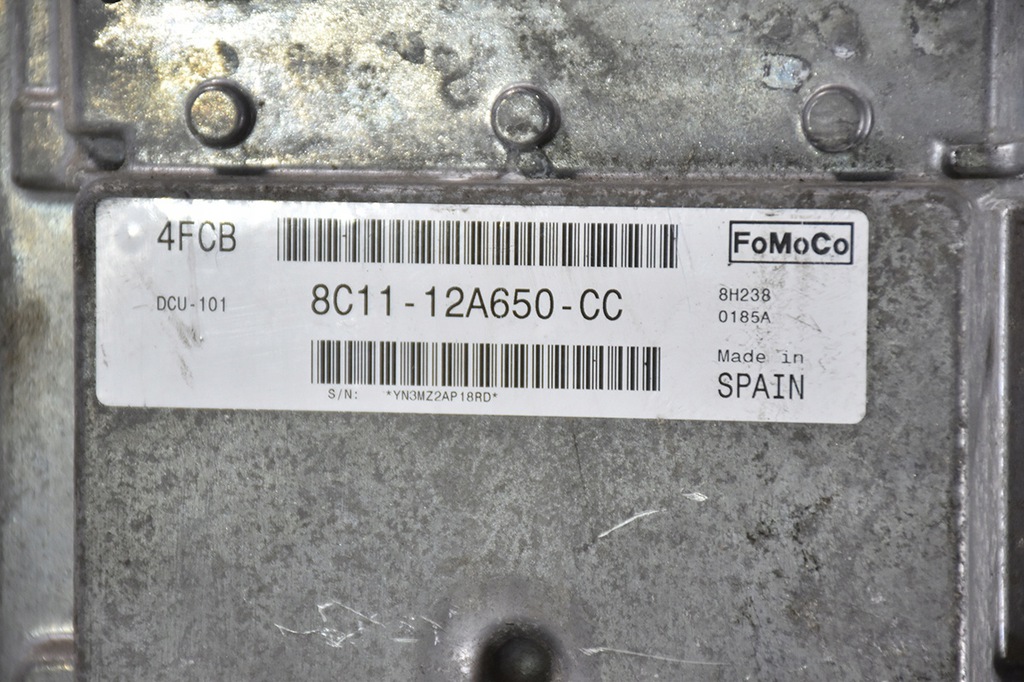 4FCB
FoMoCo
DCU-101
8C11-12A650-CC
8H238
0185A
Made in
SPAIN
S/N: *YN3MZ2AP18RD*